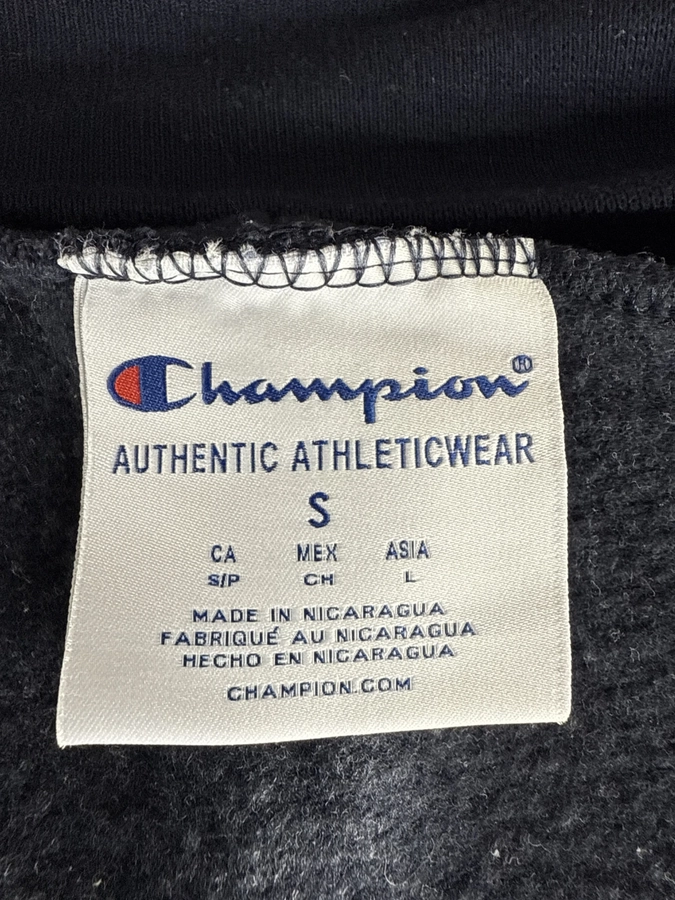 Champion®
AUTHENTIC ATHLETICWEAR
S
CA MEX ASIA
S/P CH L
MADE IN NICARAGUA
FABRIQUÉ AU NICARAGUA
HECHO EN NICARAGUA
CHAMPION.COM